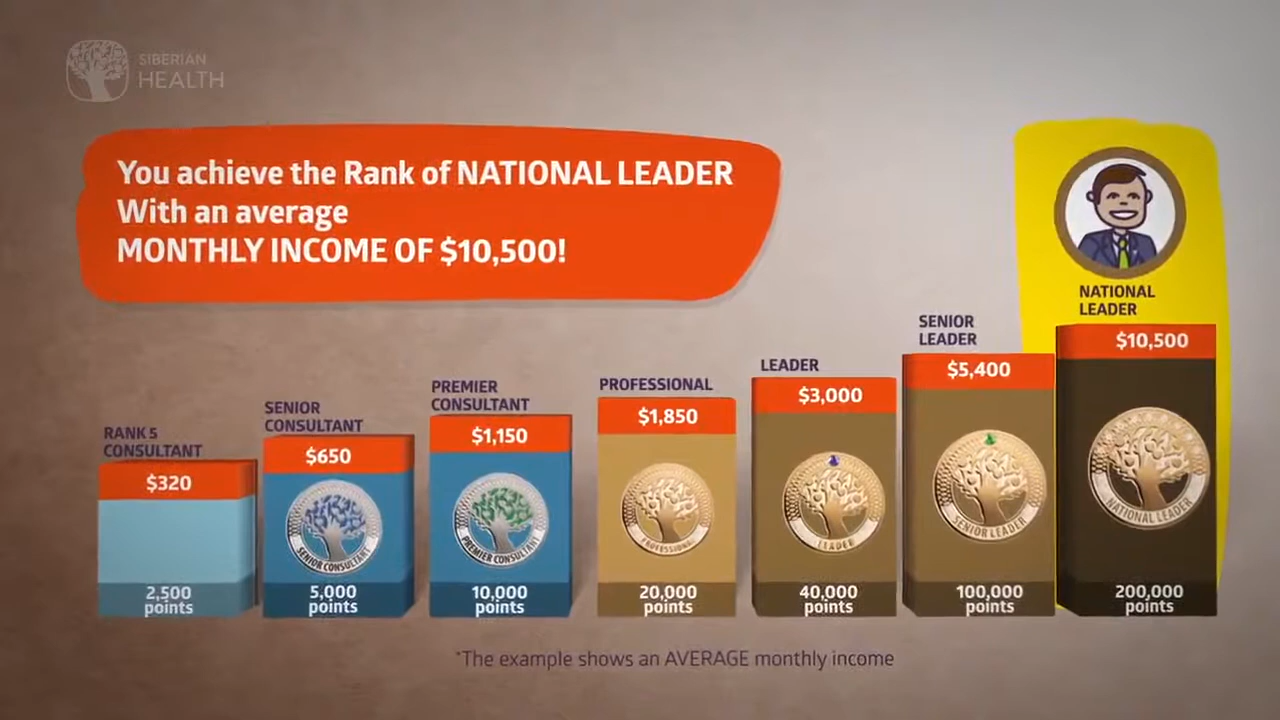 SIBERIAN
HEALTH
You achieve the Rank of NATIONAL LEADER
With an average
MONTHLY INCOME OF $10,500!
RANK 5
CONSULTANT
$320
2,500
points
SENIOR
CONSULTANT
$650
SENIOR CONSULTANT
5,000
points
PREMIER
CONSULTANT
$1,150
PREMIER CONSULTANT
10,000
points
PROFESSIONAL
$1,850
PROFESSIONAL
20,000
points
LEADER
$3,000
LEADER
40,000
points
SENIOR
LEADER
$5,400
SENIOR LEADER
100,000
points
NATIONAL
LEADER
$10,500
NATIONAL LEADER
200,000
points
*The example shows an AVERAGE monthly income